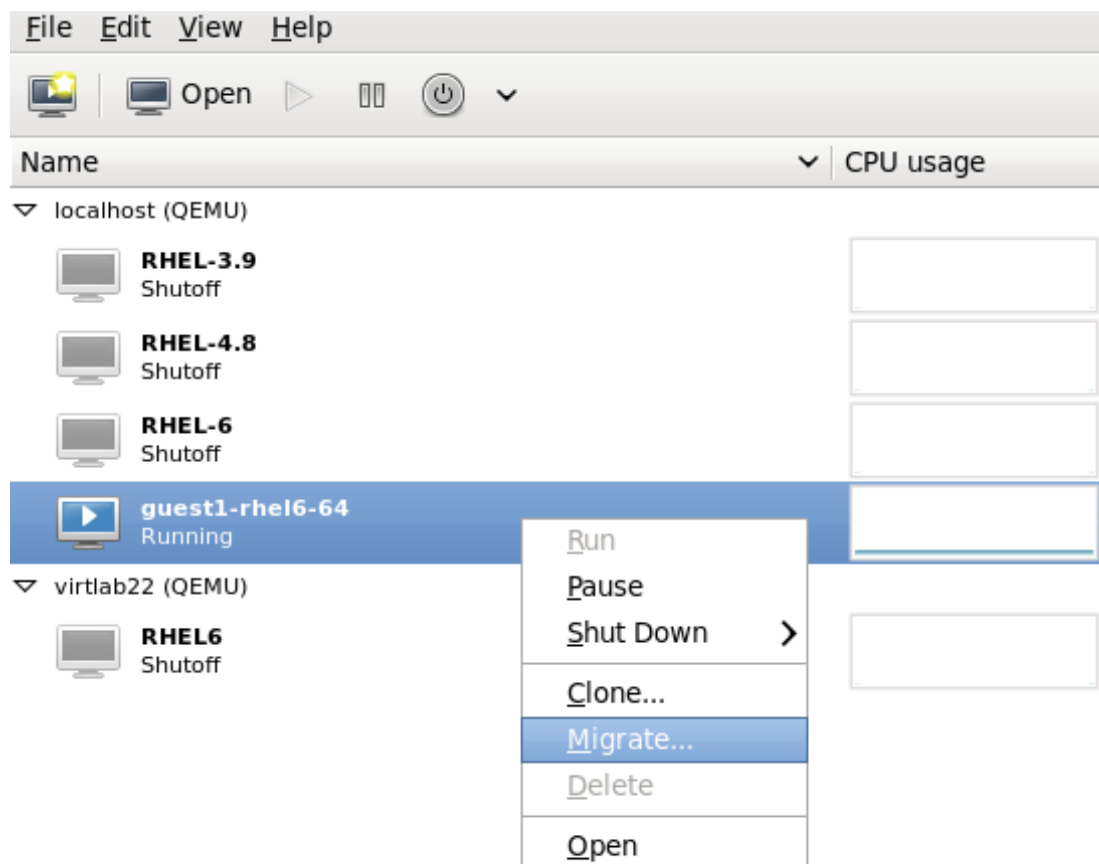 File Edit View Help
Open
Name CPU usage
localhost (QEMU)
RHEL-3.9
Shutoff
RHEL-4.8
Shutoff
RHEL-6
Shutoff
guest1-rhel6-64
Running
Run
Pause
Shut Down
Clone...
Migrate...
Delete
Open
virtlab22 (QEMU)
RHEL6
Shutoff